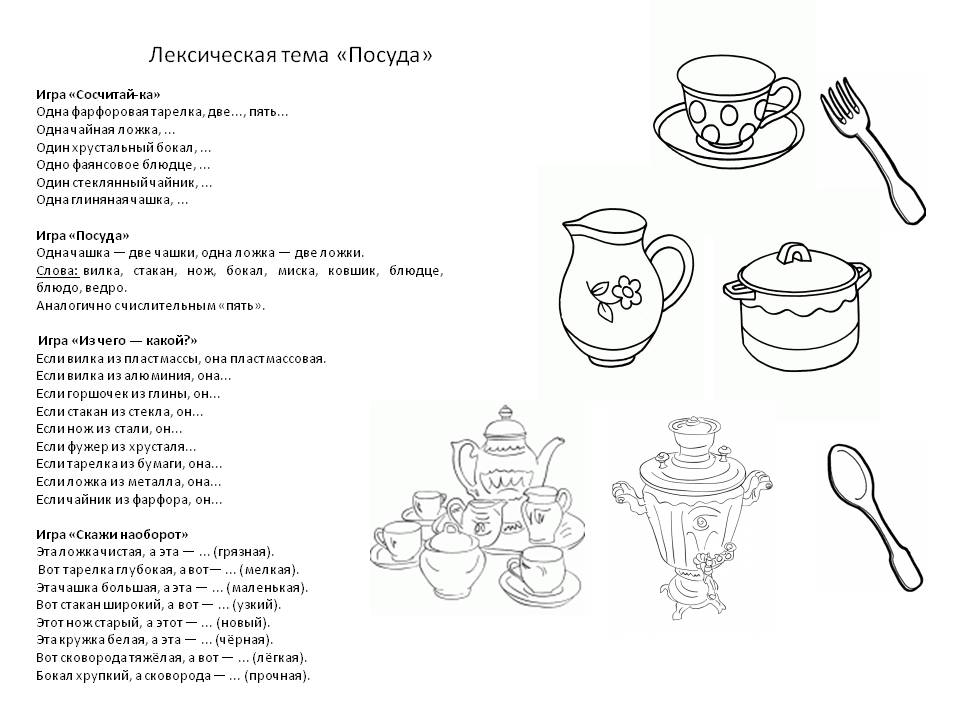 Лексическая тема «Посуда»
Игра «Сосчитай-ка»
Одна фарфоровая тарелка, две…, пять…
Одна чайная ложка, …
Один хрустальный бокал, …
Одно фаянсовое блюдце, …
Один стеклянный чайник, …
Одна глиняная чашка, …
Игра «Посуда»
Одна чашка — две чашки, одна ложка — две ложки.
Слова: вилка, стакан, нож, бокал, миска, ковшик, блюдце,
блюдо, ведро.
Аналогично с числительным «пять».
Игра «Из чего — какой?»
Если вилка из пластмассы, она пластмассовая.
Если вилка из алюминия, она…
Если горшочек из глины, он…
Если стакан из стекла, он…
Если нож из стали, он…
Если фужер из хрусталя…
Если тарелка из бумаги, она…
Если ложка из металла, она…
Если чайник из фарфора, он…
Игра «Скажи наоборот»
Эта ложка чистая, а эта — … (грязная).
Вот тарелка глубокая, а вот— … (мелкая).
Эта чашка большая, а эта — … (маленькая).
Вот стакан широкий, а вот — … (узкий).
Этот нож старый, а этот — … (новый).
Эта кружка белая, а эта — … (чёрная).
Вот сковорода тяжёлая, а вот — … (лёгкая).
Бокал хрупкий, а сковорода — … (прочная).